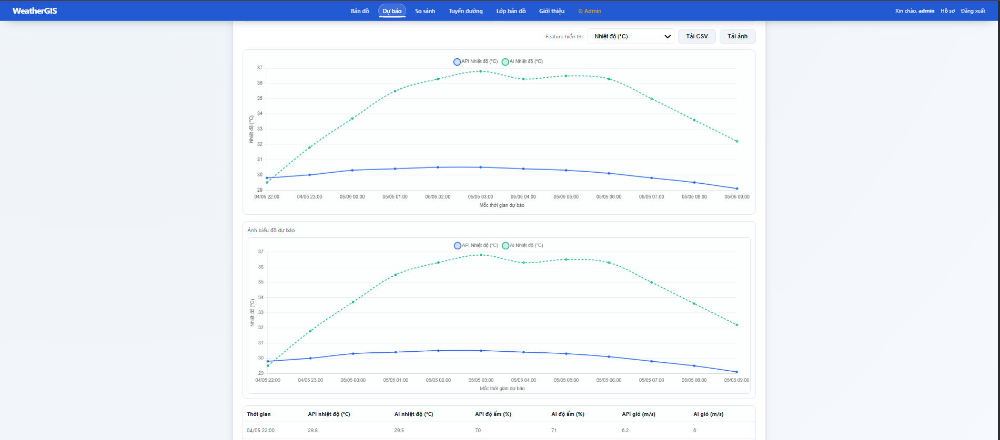 WeatherGIS
Bản đồ Dự báo So sánh Tuyến đường Lớp bản đồ Giới thiệu Admin
Xin chào, admin Hồ sơ Đăng xuất
Feature hiển thị: Nhiệt độ (°C) Tải CSV Tải ảnh
API Nhiệt độ (°C) AI Nhiệt độ (°C)
37
36
35
34
33
32
31
30
29
Nhiệt độ (°C)
04/05 22:00 04/05 23:00 05/05 00:00 05/05 01:00 05/05 02:00 05/05 03:00 05/05 04:00 05/05 05:00 05/05 06:00 05/05 07:00 05/05 08:00 05/05 09:00
Mốc thời gian dự báo
Ảnh biểu đồ dự báo
API Nhiệt độ (°C) AI Nhiệt độ (°C)
37
36
35
34
33
32
31
30
29
Nhiệt độ (°C)
04/05 22:00 04/05 23:00 05/05 00:00 05/05 01:00 05/05 02:00 05/05 03:00 05/05 04:00 05/05 05:00 05/05 06:00 05/05 07:00 05/05 08:00 05/05 09:00
Mốc thời gian dự báo
Thời gian API nhiệt độ (°C) AI nhiệt độ (°C) API độ ẩm (%) AI độ ẩm (%) API gió (m/s) AI gió (m/s)
04/05 22:00 29.8 29.5 70 71 6.2 6